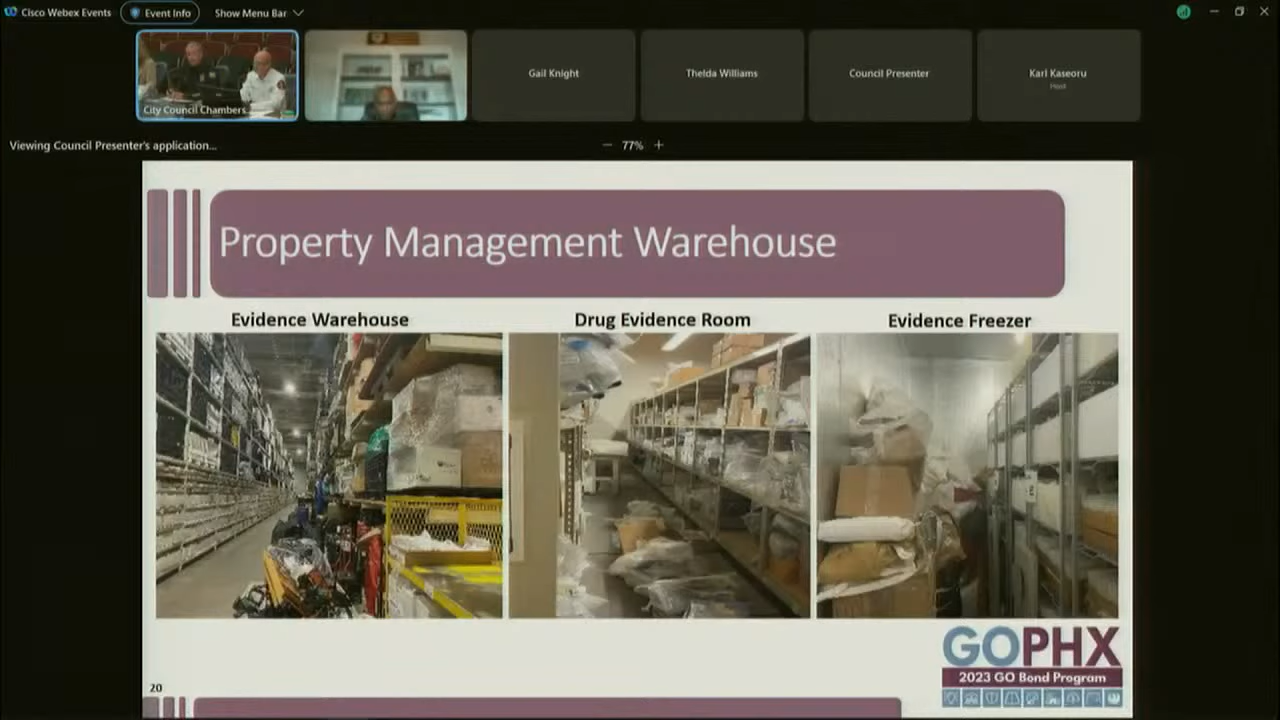 Cisco Webex Events
Event Info
Show Menu Bar
City Council Chambers
Gail Knight
Thelda Williams
Council Presenter
Karl Kaseoru
Host
Viewing Council Presenter's application...
77%
Property Management Warehouse
Evidence Warehouse
Drug Evidence Room
Evidence Freezer
GOPHX
2023 GO Bond Program
20